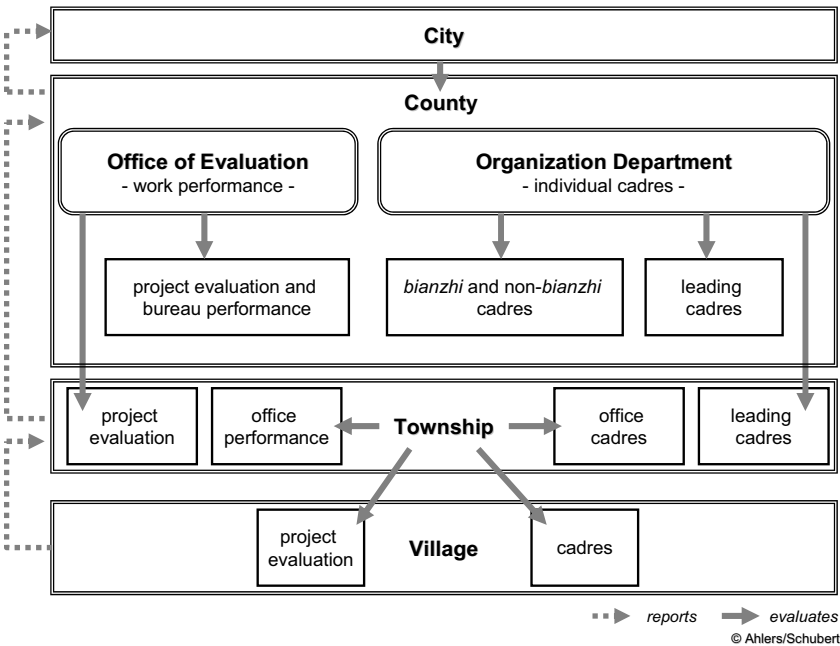 City
County
Office of Evaluation
- work performance -
Organization Department
- individual cadres -
project evaluation and
bureau performance
bianzhi and non-bianzhi
cadres
leading
cadres
project
evaluation
office
performance
Township
office
cadres
leading
cadres
project
evaluation
Village
cadres
reports
evaluates
© Ahlers/Schubert